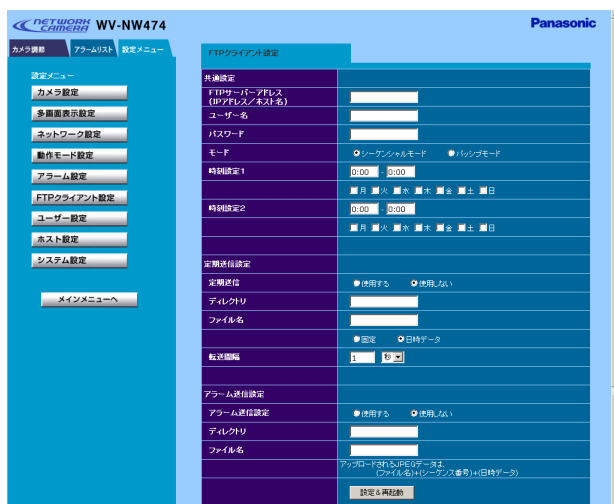 NETWORK CAMERA WV-NW474
Panasonic
カメラ調節 アラームリスト 設定メニュー
設定メニュー
カメラ設定
多画面表示設定
ネットワーク設定
動作モード設定
アラーム設定
FTPクライアント設定
ユーザー設定
ホスト設定
システム設定
メインメニューへ
FTPクライアント設定
共通設定
FTPサーバーアドレス
(IPアドレス/ホスト名)
ユーザー名
パスワード
モード シーケンシャルモード パッシブモード
時刻設定1 0:00 - 0:00
月 火 水 木 金 土 日
時刻設定2 0:00 - 0:00
月 火 水 木 金 土 日
定期送信設定
定期送信 使用する 使用しない
ディレクトリ
ファイル名
固定 日時データ
転送間隔 1 秒
アラーム送信設定
アラーム送信設定 使用する 使用しない
ディレクトリ
ファイル名
アップロードされるJPEGデータは、
(ファイル名)+(シーケンス番号)+(日時データ)
設定&再起動